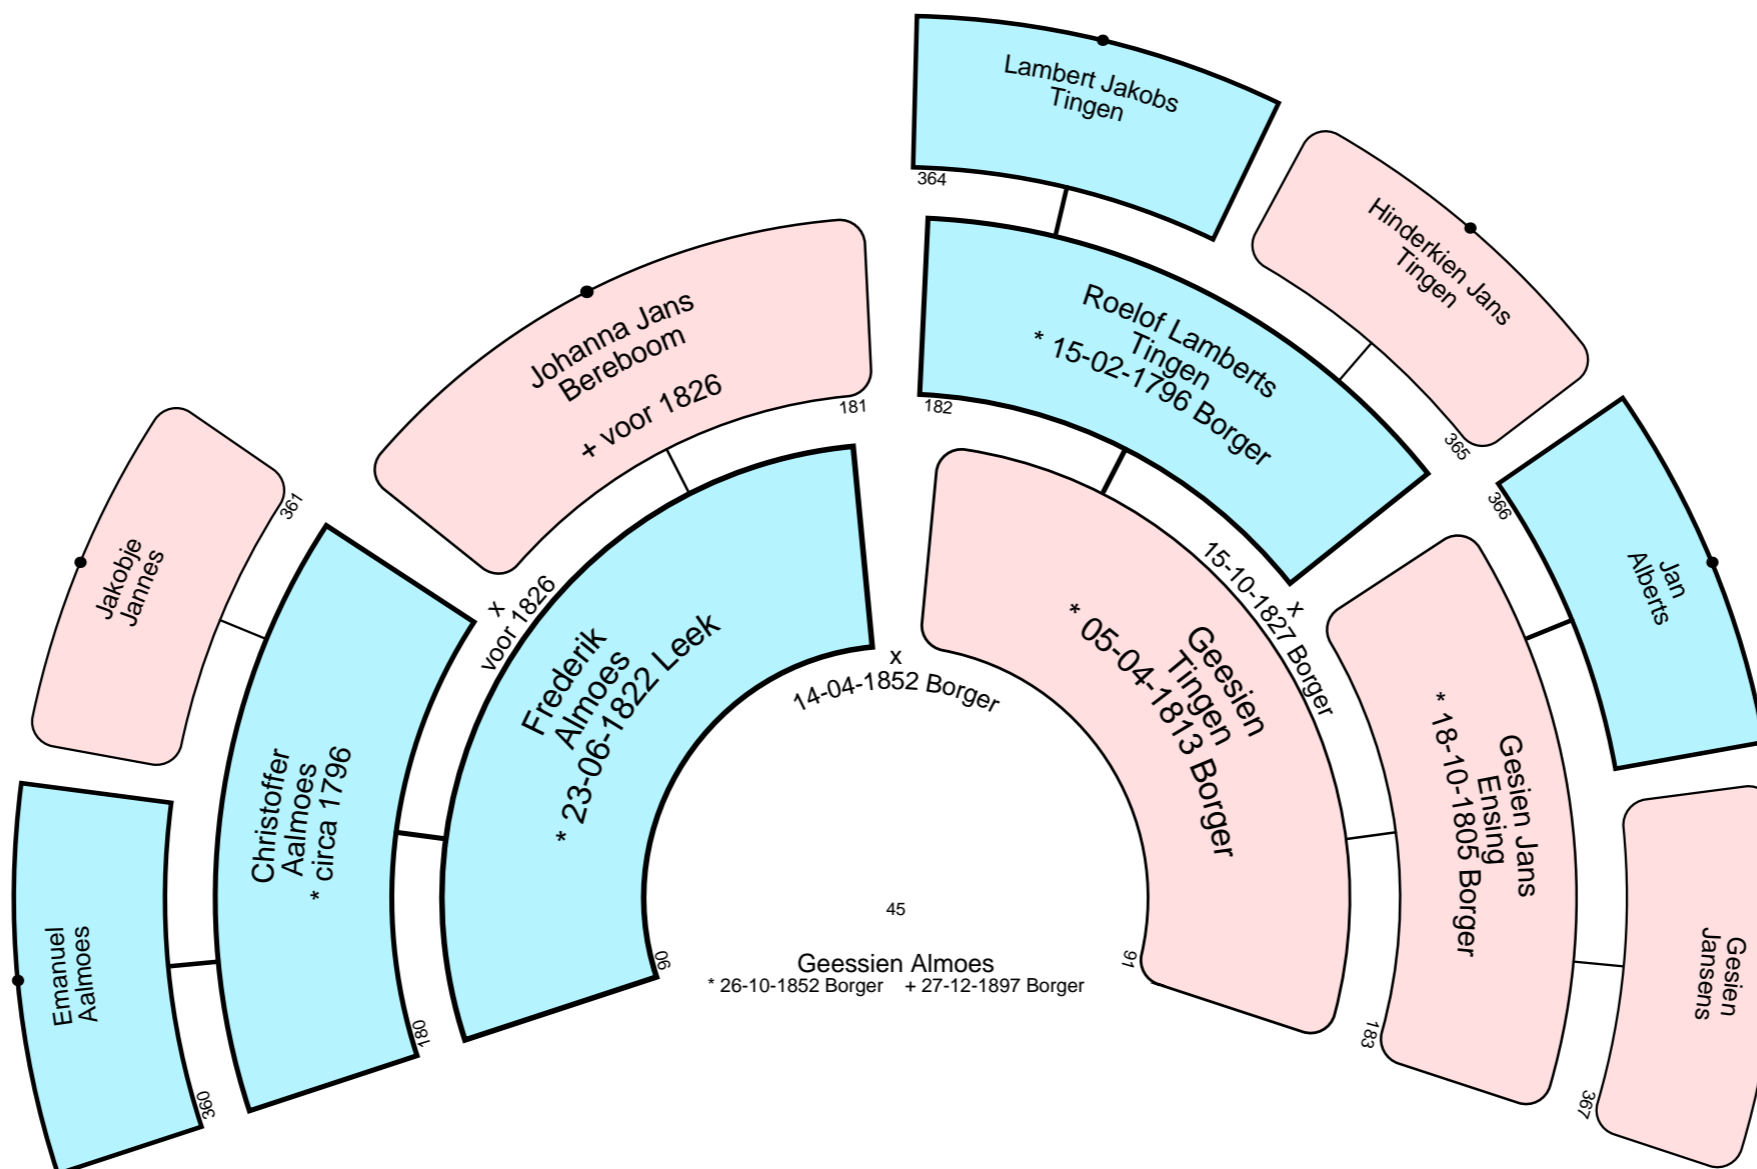 Lambert Jakobs
Tingen
364
Hinderkien Jans
Tingen
365
Roelof Lamberts
Tingen
* 15-02-1796 Borger
182
Johanna Jans
Bereboom
+ voor 1826
181
Jakobje
Jannes
361
Jan
Alberts
366
x
voor 1826
x
15-10-1827 Borger
Frederik
Almoes
* 23-06-1822 Leek
90
Geesien
Tingen
* 05-04-1813 Borger
91
x
14-04-1852 Borger
Christoffer
Aalmoes
* circa 1796
180
Gesien Jans
Ensing
* 18-10-1805 Borger
183
Emanuel
Aalmoes
360
Gesien
Jansens
367
45
Geessien Almoes
* 26-10-1852 Borger + 27-12-1897 Borger